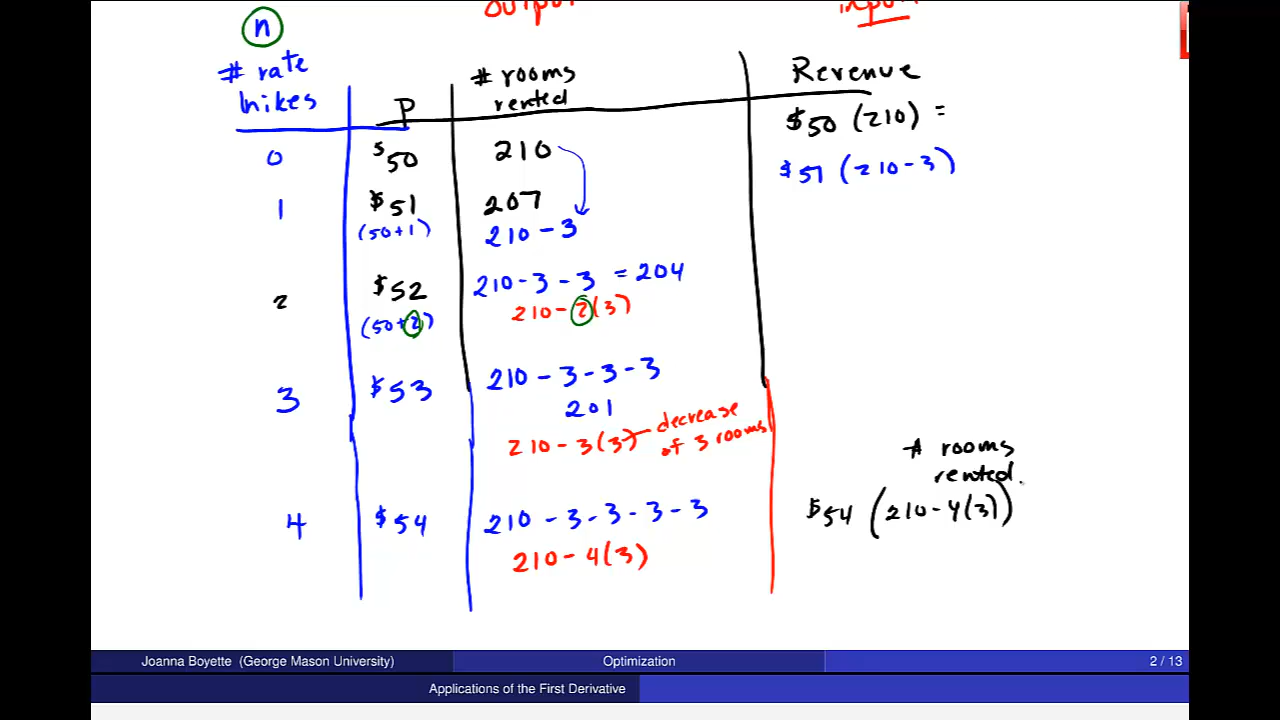 output
input
n
# rate hikes
P
# rooms rented
Revenue
0
$50
210
$50 (210) =
1
$51
(50+1)
207
210 - 3
$51 (210 - 3)
2
$52
(50+2)
210 - 3 - 3 = 204
210 - 2(3)
3
$53
210 - 3 - 3 - 3
201
210 - 3(3)
decrease
of 3 rooms
4
$54
210 - 3 - 3 - 3 - 3
210 - 4(3)
# rooms
rented.
$54 (210 - 4(3))
Joanna Boyette (George Mason University)
Optimization
2 / 13
Applications of the First Derivative